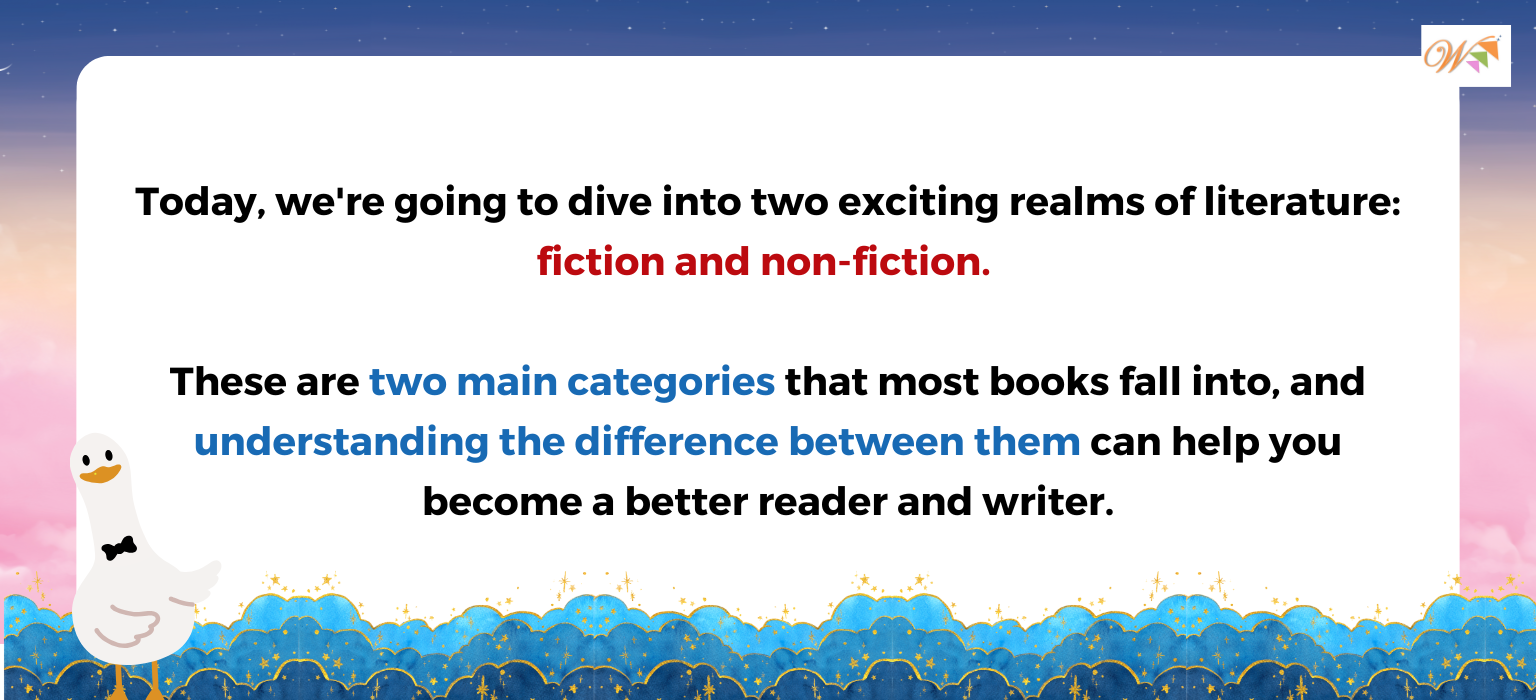 W
Today, we're going to dive into two exciting realms of literature:
fiction and non-fiction.
These are two main categories that most books fall into, and
understanding the difference between them can help you
become a better reader and writer.